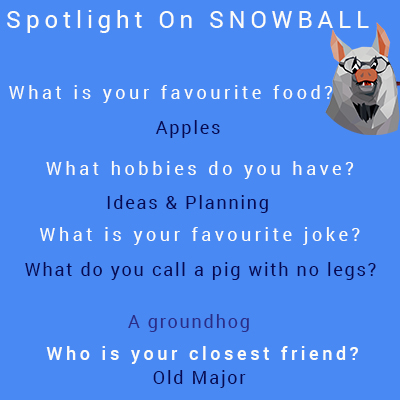 Spotlight On SNOWBALL
What is your favourite food?
Apples
What hobbies do you have?
Ideas & Planning
What is your favourite joke?
What do you call a pig with no legs?
A groundhog
Who is your closest friend?
Old Major